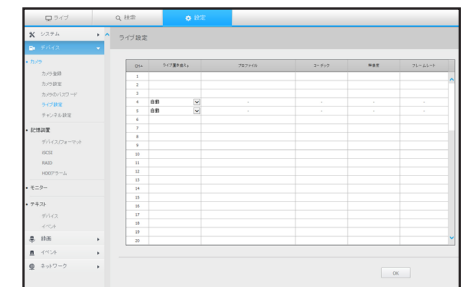 ライブ
検索
設定
システム
デバイス
カメラ
カメラ登録
カメラ設定
カメラのパスワード
ライブ設定
チャンネル設定
記憶装置
デバイス/フォーマット
iSCSI
RAID
HDDアラーム
モニター
テキスト
デバイス
イベント
録画
イベント
ネットワーク
ライブ設定
CH
ライブ置き換え
プロファイル
コーデック
解像度
フレームレート
1
2
3
4 自動 - - - -
5 自動 - - - -
6
7
8
9
10
11
12
13
14
15
16
17
18
19
20
OK